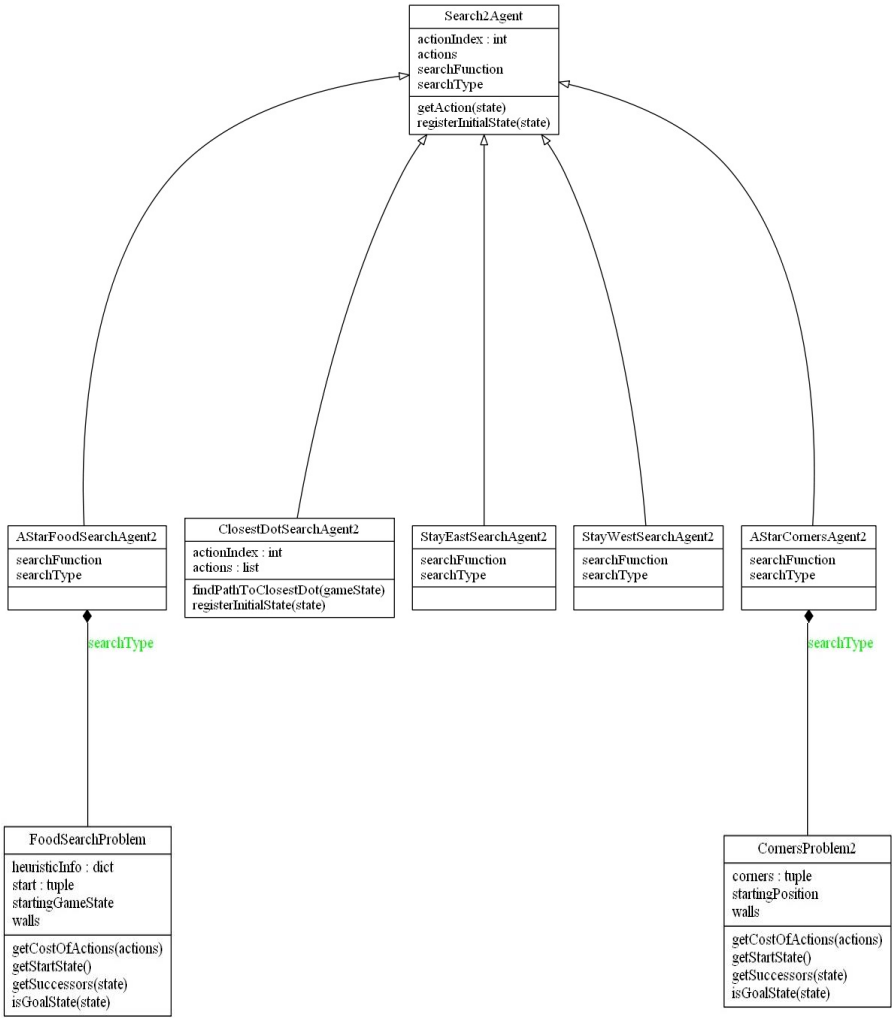 Search2Agent
actionIndex : int
actions
searchFunction
searchType
getAction(state)
registerInitialState(state)
AStarFoodSearchAgent2
searchFunction
searchType
ClosestDotSearchAgent2
actionIndex : int
actions : list
findPathToClosestDot(gameState)
registerInitialState(state)
StayEastSearchAgent2
searchFunction
searchType
StayWestSearchAgent2
searchFunction
searchType
AStarCornersAgent2
searchFunction
searchType
searchType
searchType
FoodSearchProblem
heuristicInfo : dict
start : tuple
startingGameState
walls
getCostOfActions(actions)
getStartState()
getSuccessors(state)
isGoalState(state)
CornersProblem2
corners : tuple
startingPosition
walls
getCostOfActions(actions)
getStartState()
getSuccessors(state)
isGoalState(state)